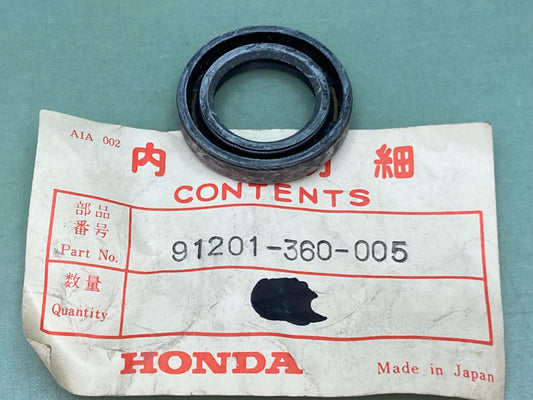 A1A 002
内 細
CONTENTS
部品
番号
Part No.
91201-360-005
数量
Quantity
HONDA
Made in Japan